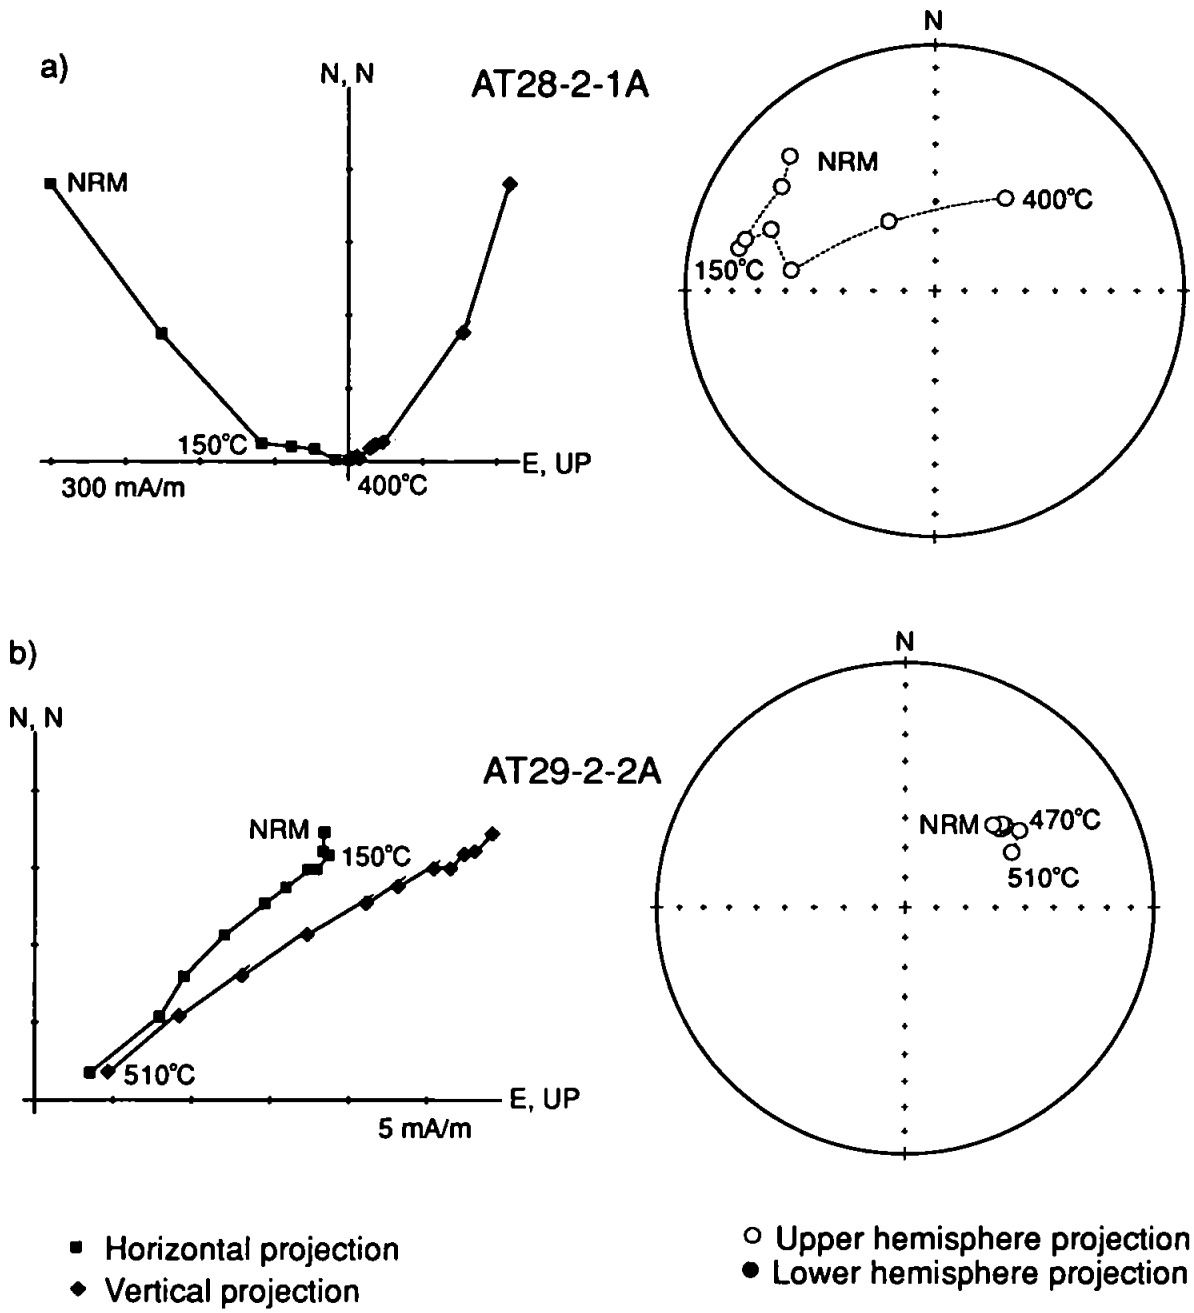 a)
N, N
AT28-2-1A
N
NRM
NRM
400°C
150°C
150°C
E, UP
300 mA/m
400°C
b)
N
N, N
AT29-2-2A
NRM
150°C
NRM
470°C
510°C
510°C
E, UP
5 mA/m
Horizontal projection
Vertical projection
Upper hemisphere projection
Lower hemisphere projection